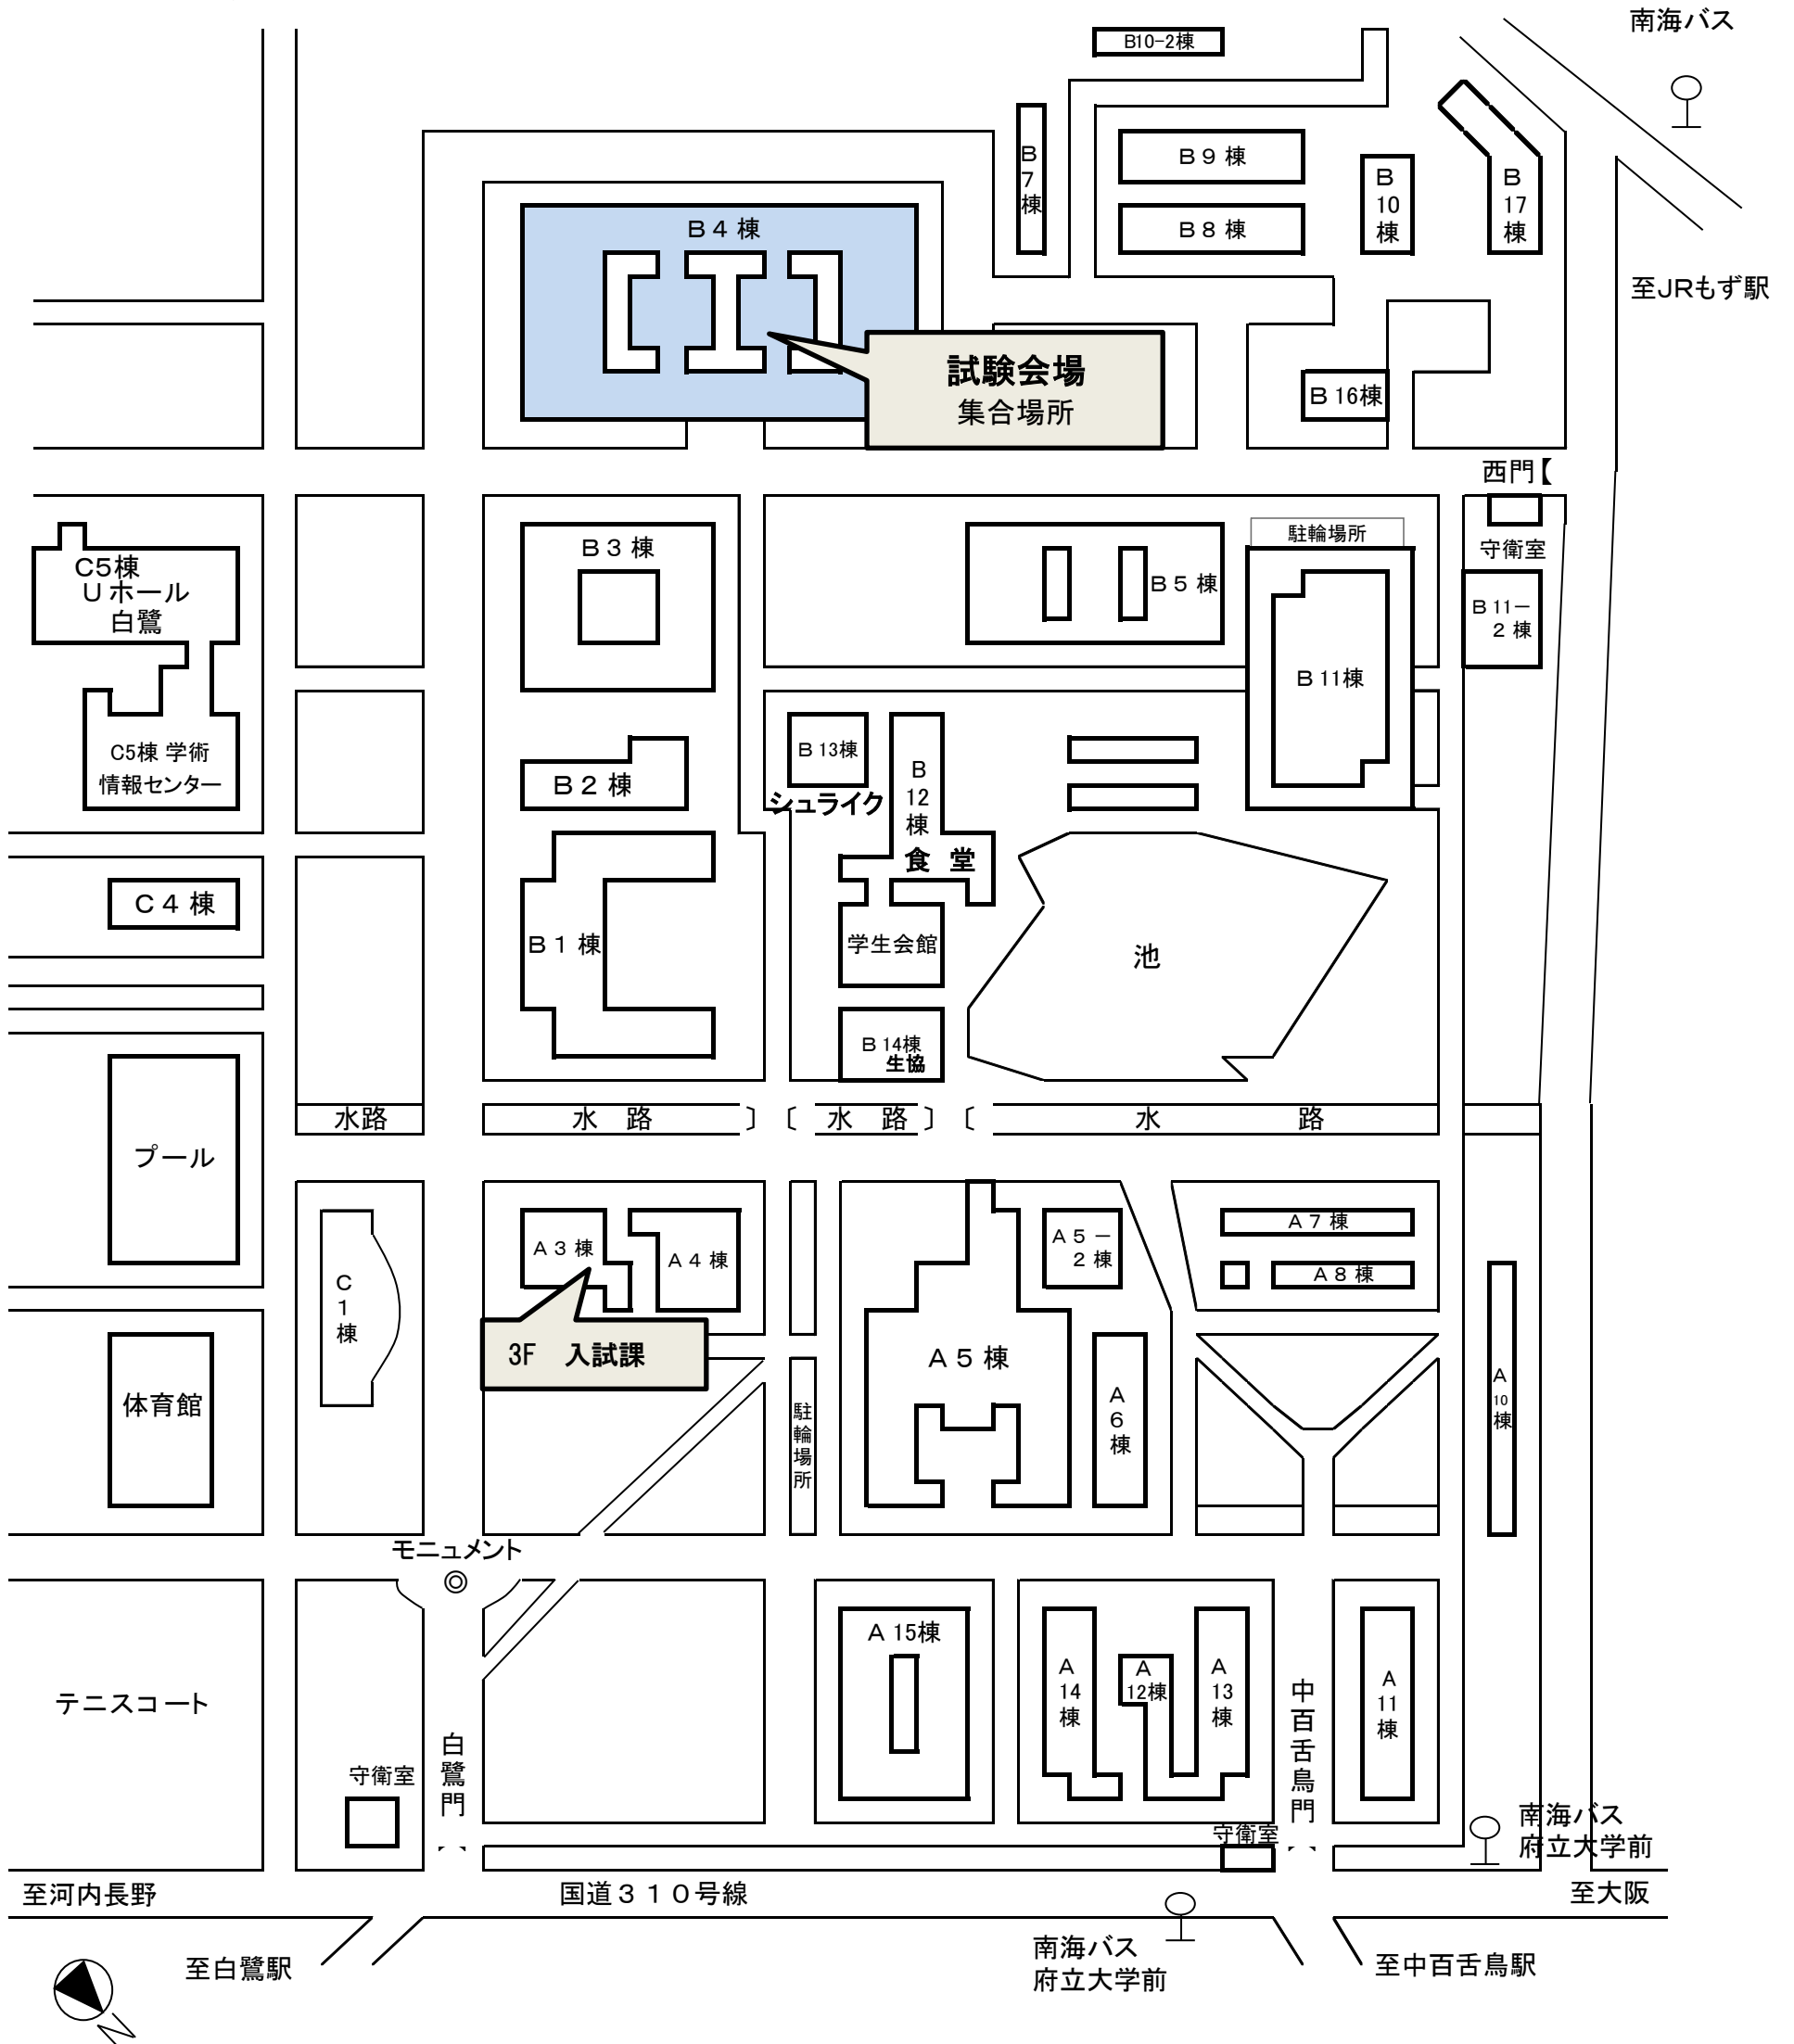 南海バス
B10-2棟
B
7
棟
B 9 棟
B
10
棟
B
17
棟
B 4 棟
B 8 棟
至JRもず駅
試験会場
集合場所
B 16棟
西門【
駐輪場所
守衛室
B 3 棟
C5棟
Uホール
白鷺
B 5 棟
B 11－
2 棟
B 11棟
C5棟 学術
情報センター
B 13棟
シュライク
B
12
棟
食 堂
B 2 棟
C 4 棟
B 1 棟
学生会館
池
B 14棟
生協
水路
水 路
〕〔
水 路
〕〔
水 路
プール
A 3 棟
A 4 棟
A 5 －
2 棟
A 7 棟
A 8 棟
C
1
棟
3F 入試課
A 5 棟
A
6
棟
A
10
棟
体育館
駐
輪
場
所
モニュメント
A 15棟
A
14
棟
A
12棟
A
13
棟
中
百
舌
鳥
門
A
11
棟
テニスコート
守衛室
白
鷺
門
守衛室
南海バス
府立大学前
至河内長野
国道３１０号線
至大阪
至白鷺駅
南海バス
府立大学前
至中百舌鳥駅
N